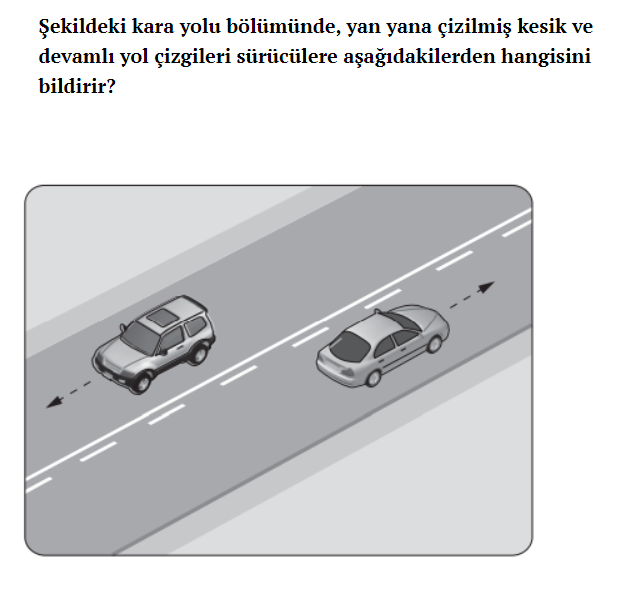 Şekildeki kara yolu bölümünde, yan yana çizilmiş kesik ve
devamlı yol çizgileri sürücülere aşağıdakilerden hangisini
bildirir?